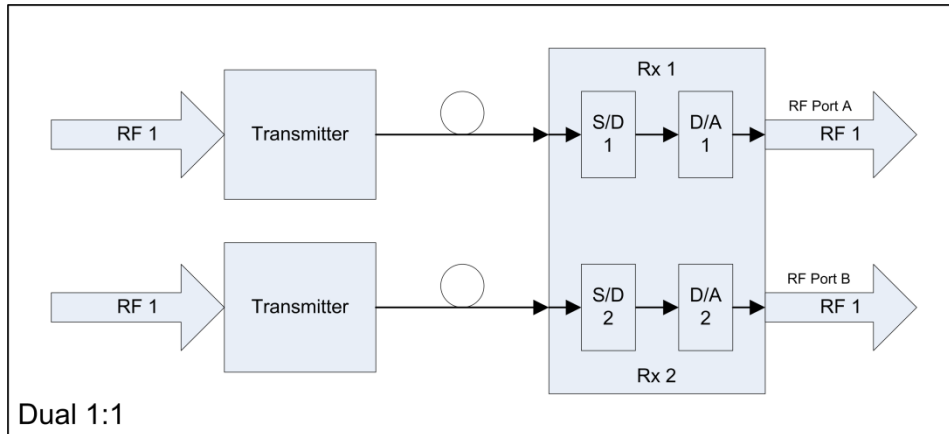 Rx 1
RF Port A
RF 1
Transmitter
S/D
1
D/A
1
RF 1
RF Port B
RF 1
Transmitter
S/D
2
D/A
2
RF 1
Rx 2
Dual 1:1